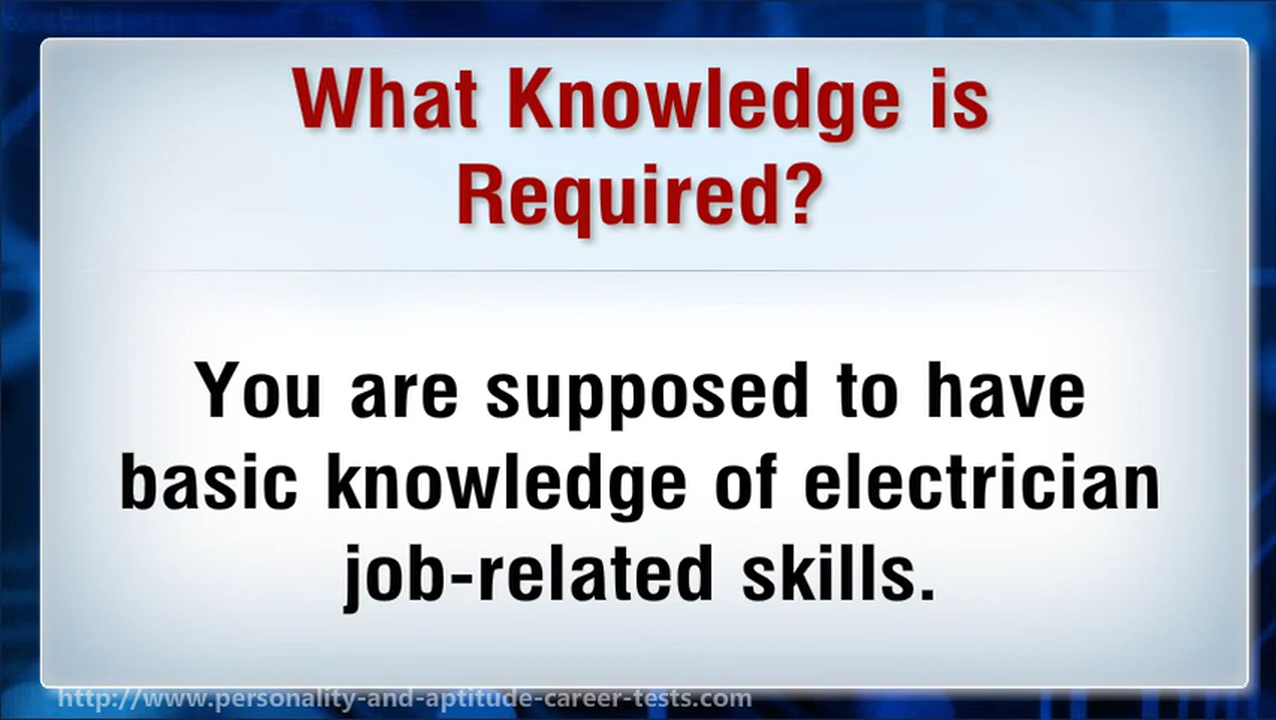 What Knowledge is
Required?
You are supposed to have
basic knowledge of electrician
job-related skills.
http://www.personality-and-aptitude-career-tests.com